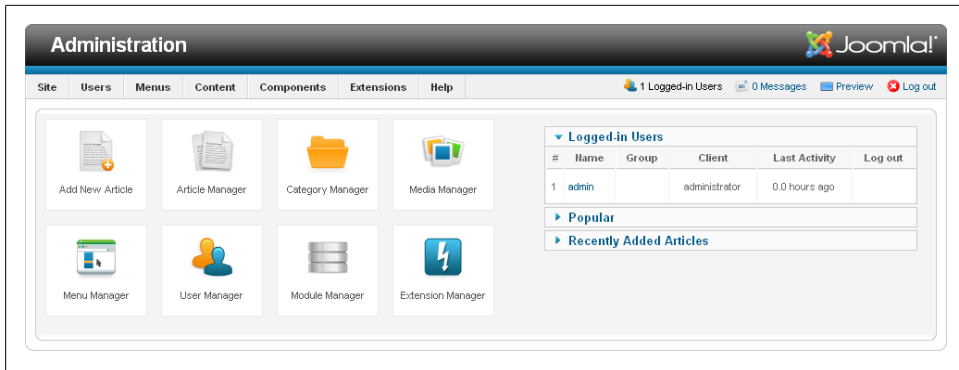 Administration
Joomla!
Site Users Menus Content Components Extensions Help
1 Logged-in Users 0 Messages Preview Log out
Add New Article Article Manager Category Manager Media Manager
Menu Manager User Manager Module Manager Extension Manager
Logged-in Users
# Name Group Client Last Activity Log out
1 admin administrator 0.0 hours ago
Popular
Recently Added Articles